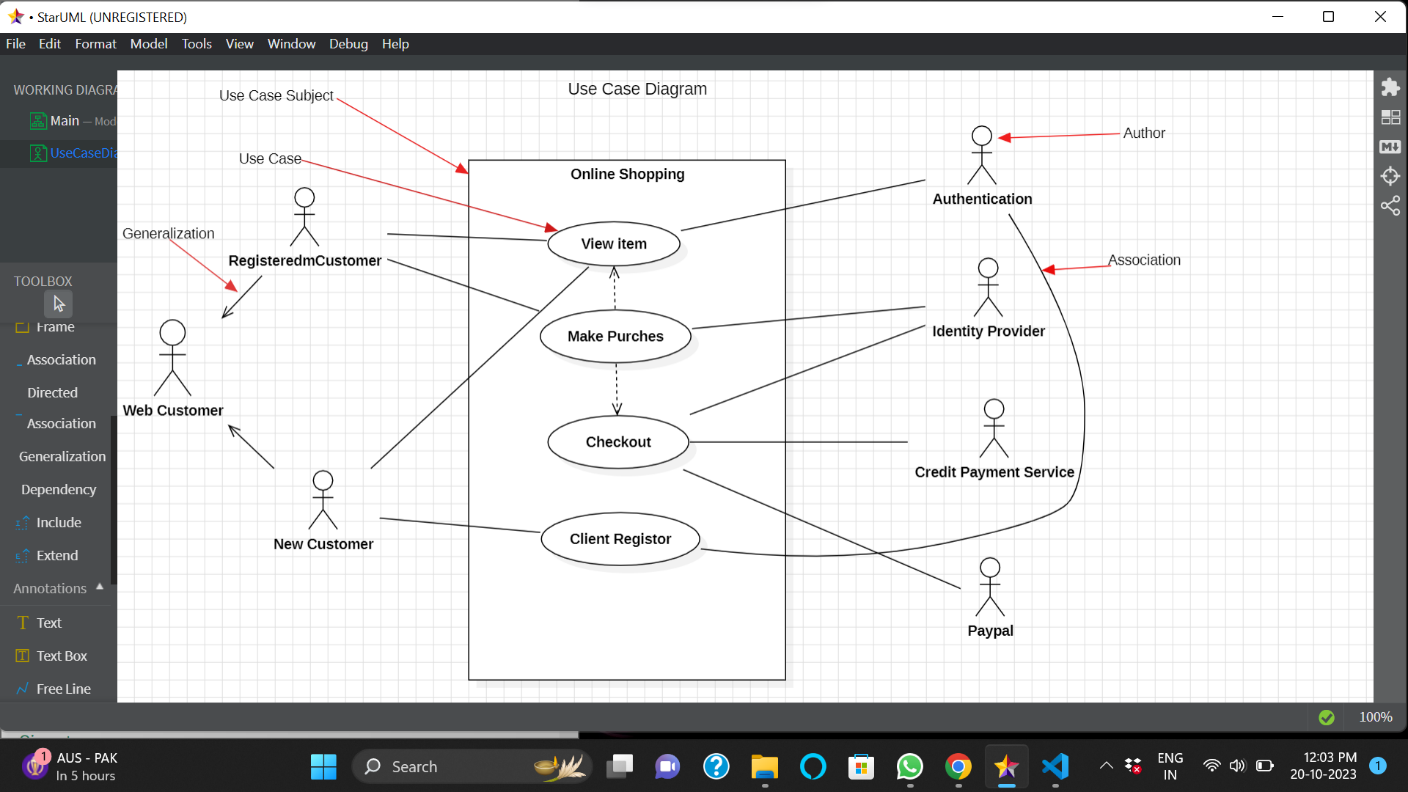 • StarUML (UNREGISTERED)
File Edit Format Model Tools View Window Debug Help
WORKING DIAGRA
Main — Mod
UseCaseDia
TOOLBOX
Frame
Association
Directed
Association
Generalization
Dependency
Include
Extend
Annotations
Text
Text Box
Free Line
Use Case Diagram
Use Case Subject
Use Case
Generalization
Author
Association
Online Shopping
View item
Make Purches
Checkout
Client Registor
RegisteredmCustomer
Web Customer
New Customer
Authentication
Identity Provider
Credit Payment Service
Paypal
100%
1
AUS - PAK
In 5 hours
Search
ENG
IN
12:03 PM
20-10-2023
1